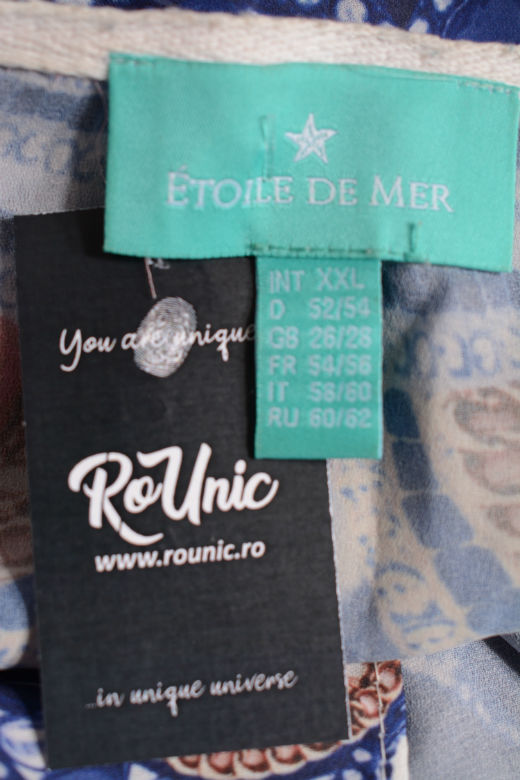 ÉTOILE DE MER
INT XXL
D 52/54
GB 26/28
FR 54/56
IT 58/60
RU 60/62
You are unique
RoUnic
www.rounic.ro
...in unique universe